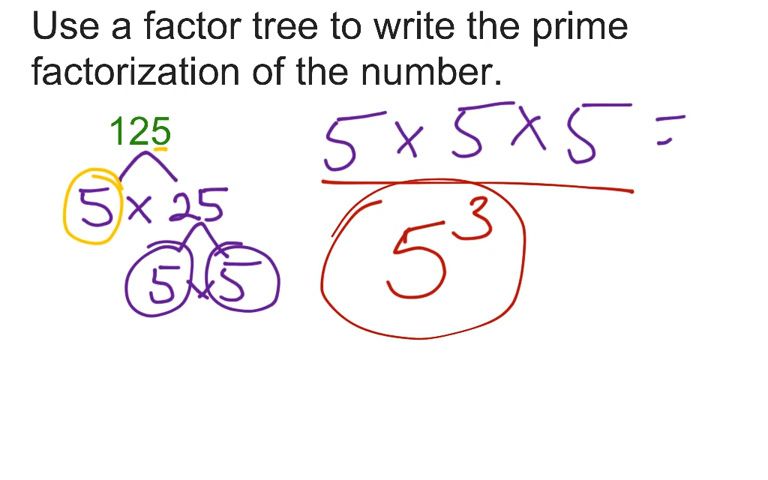 Use a factor tree to write the prime
factorization of the number.
125
5 × 5 × 5 =
5 × 25
5³
5 × 5